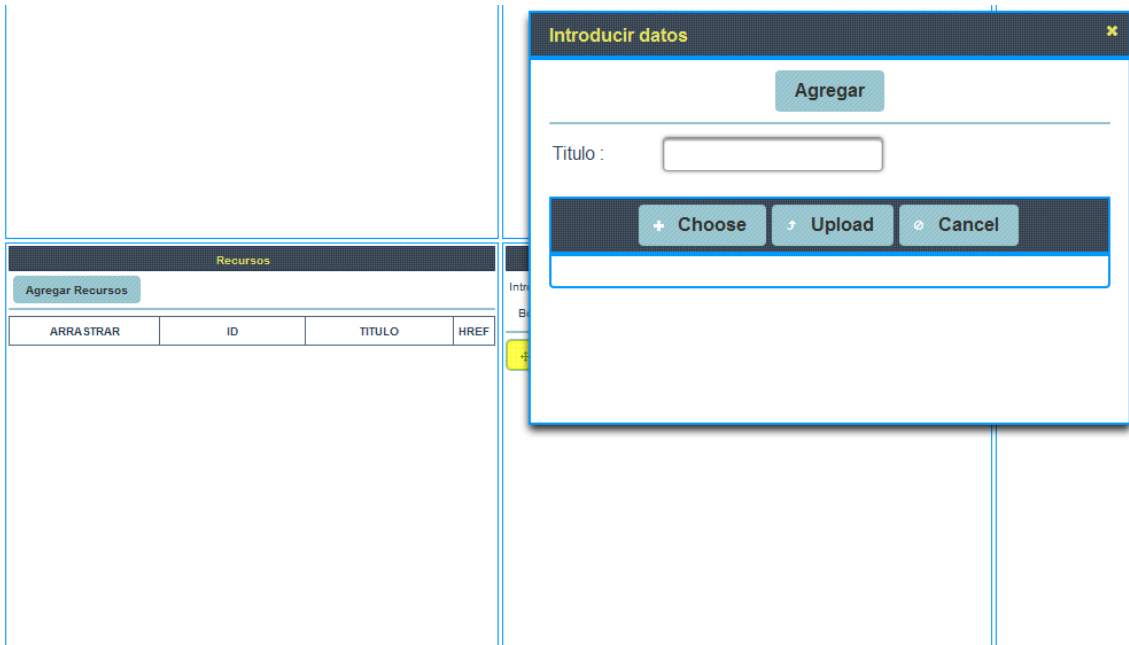 Introducir datos
Agregar
Titulo :
Choose Upload Cancel
Recursos
Agregar Recursos
ARRASTRAR ID TITULO HREF